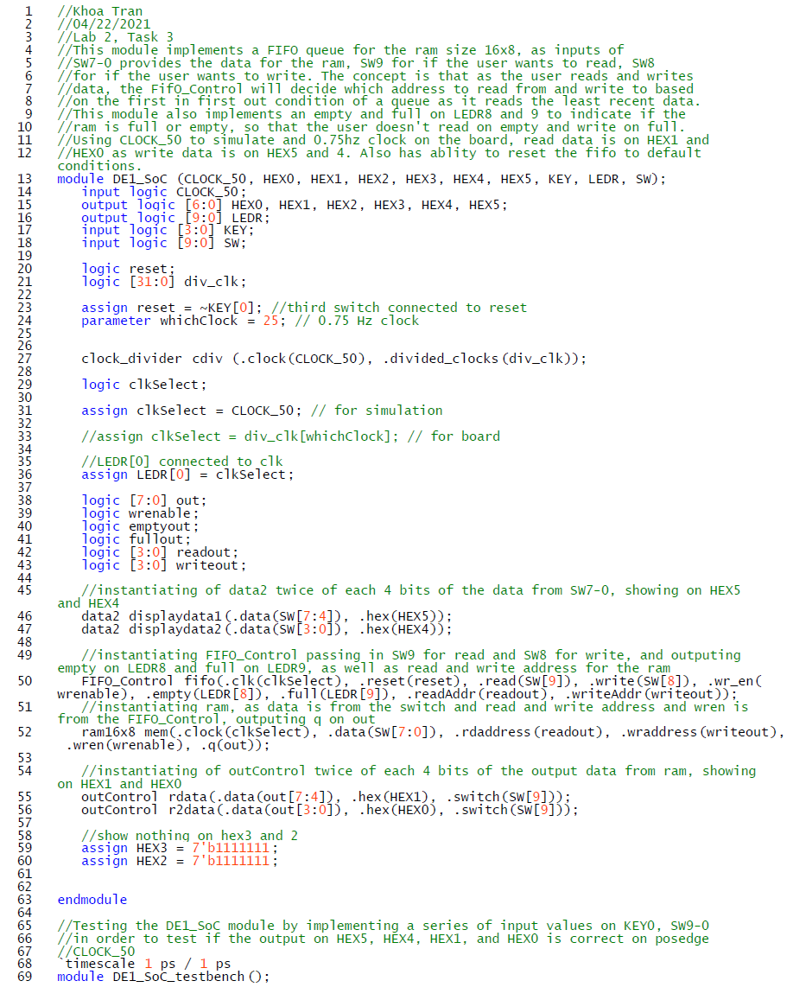 1 //Khoa Tran
2 //04/22/2021
3 //Lab 2, Task 3
4 //This module implements a FIFO queue for the ram size 16x8, as inputs of
5 //SW7-0 provides the data for the ram, SW9 for if the user wants to read, SW8
6 //for if the user wants to write. The concept is that as the user reads and writes
7 //data, the FifO_Control will decide which address to read from and write to based
8 //on the first in first out condition of a queue as it reads the least recent data.
9 //This module also implements an empty and full on LEDR8 and 9 to indicate if the
10 //ram is full or empty, so that the user doesn't read on empty and write on full.
11 //Using CLOCK_50 to simulate and 0.75hz clock on the board, read data is on HEX1 and
12 //HEX0 as write data is on HEX5 and 4. Also has ablity to reset the fifo to default
conditions.
13 module DE1_SoC (CLOCK_50, HEX0, HEX1, HEX2, HEX3, HEX4, HEX5, KEY, LEDR, SW);
14 input logic CLOCK_50;
15 output logic [6:0] HEX0, HEX1, HEX2, HEX3, HEX4, HEX5;
16 output logic [9:0] LEDR;
17 input logic [3:0] KEY;
18 input logic [9:0] SW;
19
20 logic reset;
21 logic [31:0] div_clk;
22
23 assign reset = ~KEY[0]; //third switch connected to reset
24 parameter whichClock = 25; // 0.75 Hz clock
25
26
27 clock_divider cdiv (.clock(CLOCK_50), .divided_clocks(div_clk));
28
29 logic clkSelect;
30
31 assign clkSelect = CLOCK_50; // for simulation
32
33 //assign clkSelect = div_clk[whichClock]; // for board
34
35 //LEDR[0] connected to clk
36 assign LEDR[0] = clkSelect;
37
38 logic [7:0] out;
39 logic wrenable;
40 logic emptyout;
41 logic fullout;
42 logic [3:0] readout;
43 logic [3:0] writeout;
44
45 //instantiating of data2 twice of each 4 bits of the data from SW7-0, showing on HEX5
and HEX4
46 data2 displaydata1(.data(SW[7:4]), .hex(HEX5));
47 data2 displaydata2(.data(SW[3:0]), .hex(HEX4));
48
49 //instantiating FIFO_Control passing in SW9 for read and SW8 for write, and outputing
empty on LEDR8 and full on LEDR9, as well as read and write address for the ram
50 FIFO_Control fifo(.clk(clkSelect), .reset(reset), .read(SW[9]), .write(SW[8]), .wr_en(
wrenable), .empty(LEDR[8]), .full(LEDR[9]), .readAddr(readout), .writeAddr(writeout));
51 //instantiating ram, as data is from the switch and read and write address and wren is
from the FIFO_Control, outputing q on out
52 ram16x8 mem(.clock(clkSelect), .data(SW[7:0]), .rdaddress(readout), .wraddress(writeout),
.wren(wrenable), .q(out));
53
54 //instantiating of outControl twice of each 4 bits of the output data from ram, showing
on HEX1 and HEX0
55 outControl rdata(.data(out[7:4]), .hex(HEX1), .switch(SW[9]));
56 outControl r2data(.data(out[3:0]), .hex(HEX0), .switch(SW[9]));
57
58 //show nothing on hex3 and 2
59 assign HEX3 = 7'b1111111;
60 assign HEX2 = 7'b1111111;
61
62
63 endmodule
64
65 //Testing the DE1_SoC module by implementing a series of input values on KEY0, SW9-0
66 //in order to test if the output on HEX5, HEX4, HEX1, and HEX0 is correct on posedge
67 //CLOCK_50
68 `timescale 1 ps / 1 ps
69 module DE1_SoC_testbench();